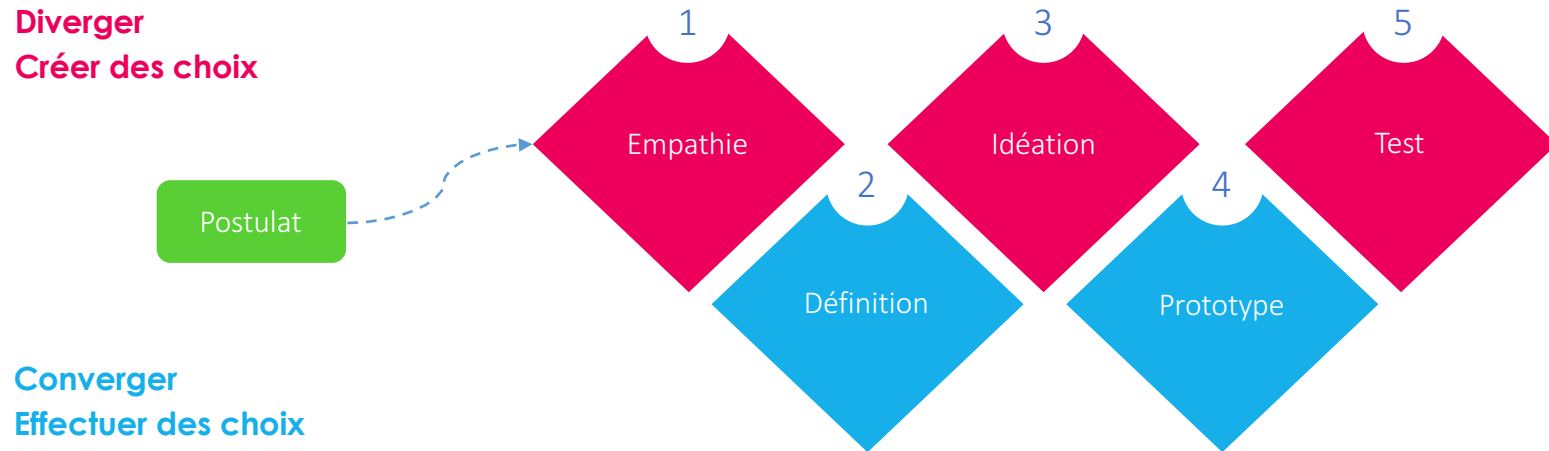 Diverger
Créer des choix
1
3
5
Empathie
Idéation
Test
2
4
Postulat
Définition
Prototype
Converger
Effectuer des choix